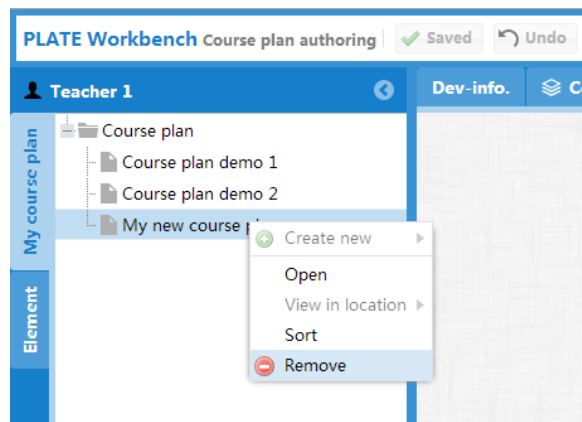 PLATE Workbench Course plan authoring Saved Undo
Teacher 1 Dev-info.
My course plan
Element
Course plan
Course plan demo 1
Course plan demo 2
My new course
Create new
Open
View in location
Sort
Remove